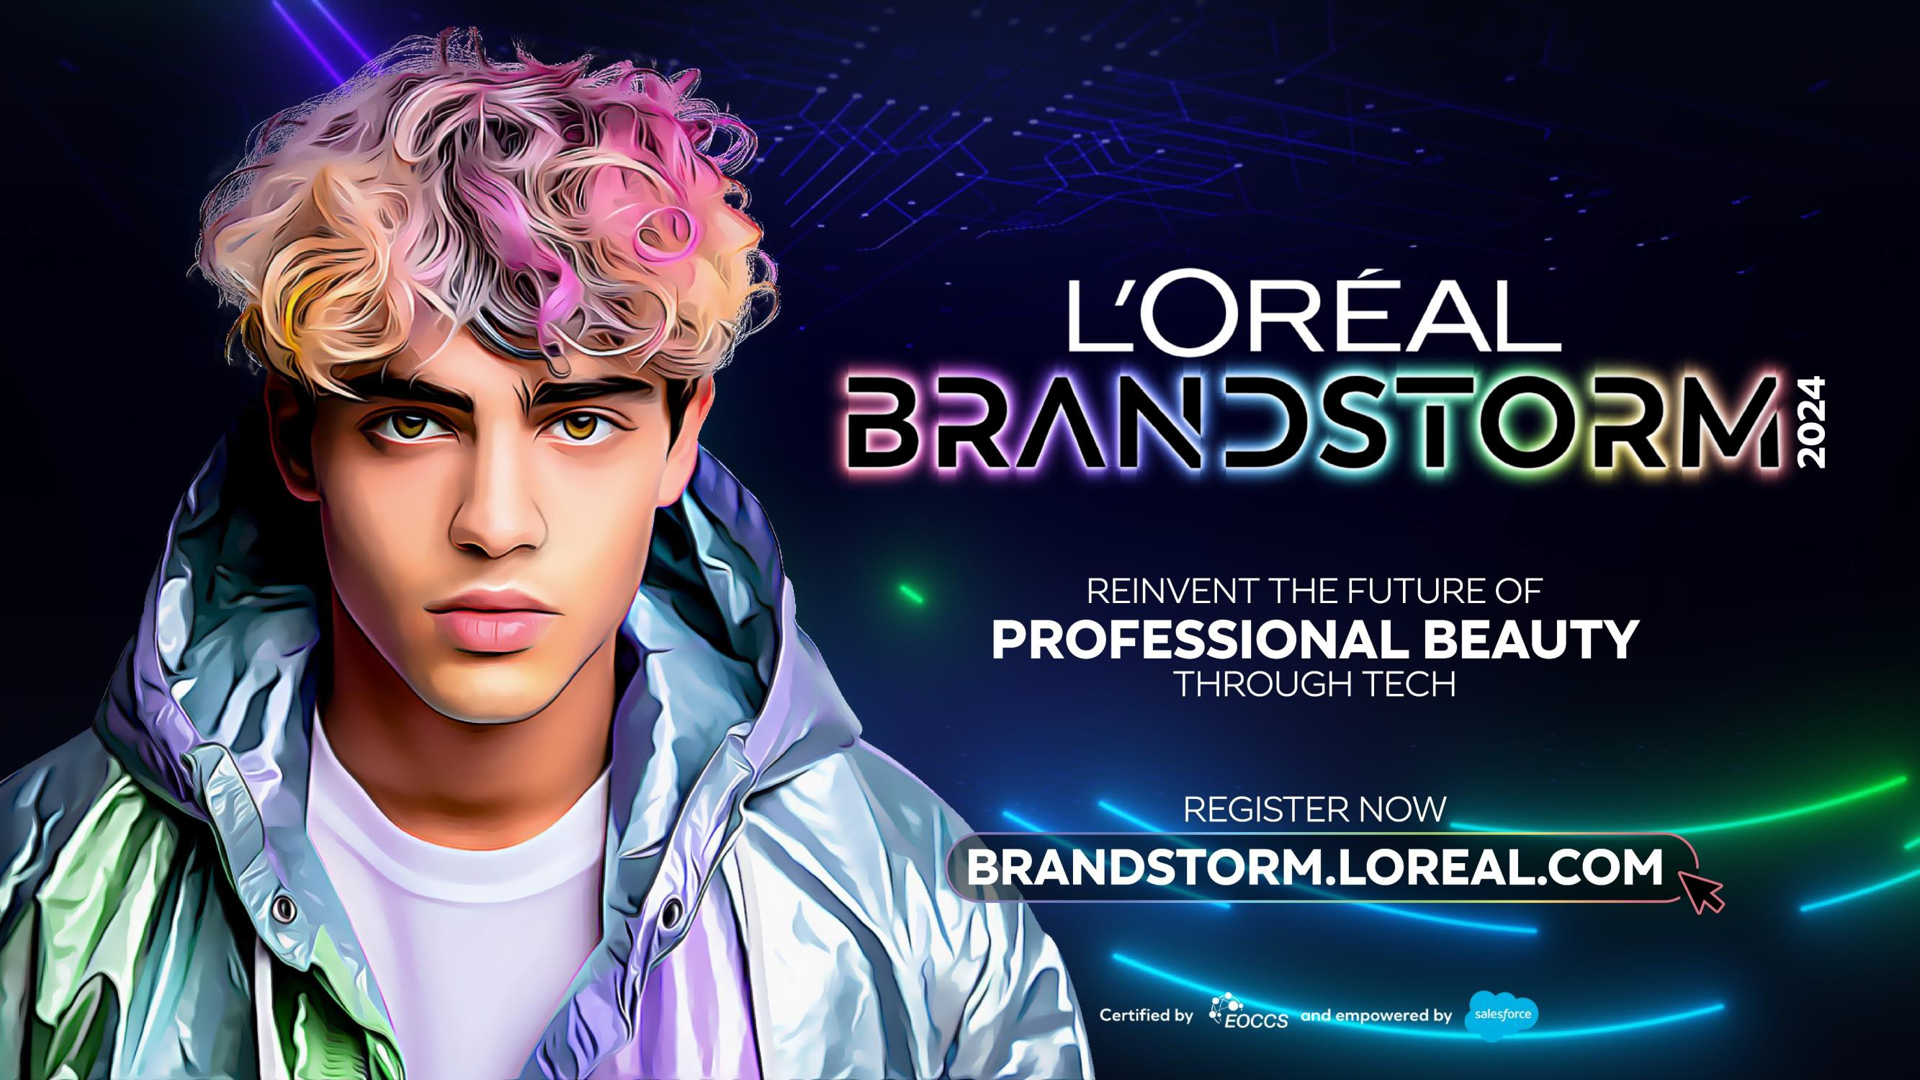 L'ORÉAL
BRANDSTORM 2024
REINVENT THE FUTURE OF
PROFESSIONAL BEAUTY
THROUGH TECH
REGISTER NOW
BRANDSTORM.LOREAL.COM
Certified by EOCCS and empowered by salesforce